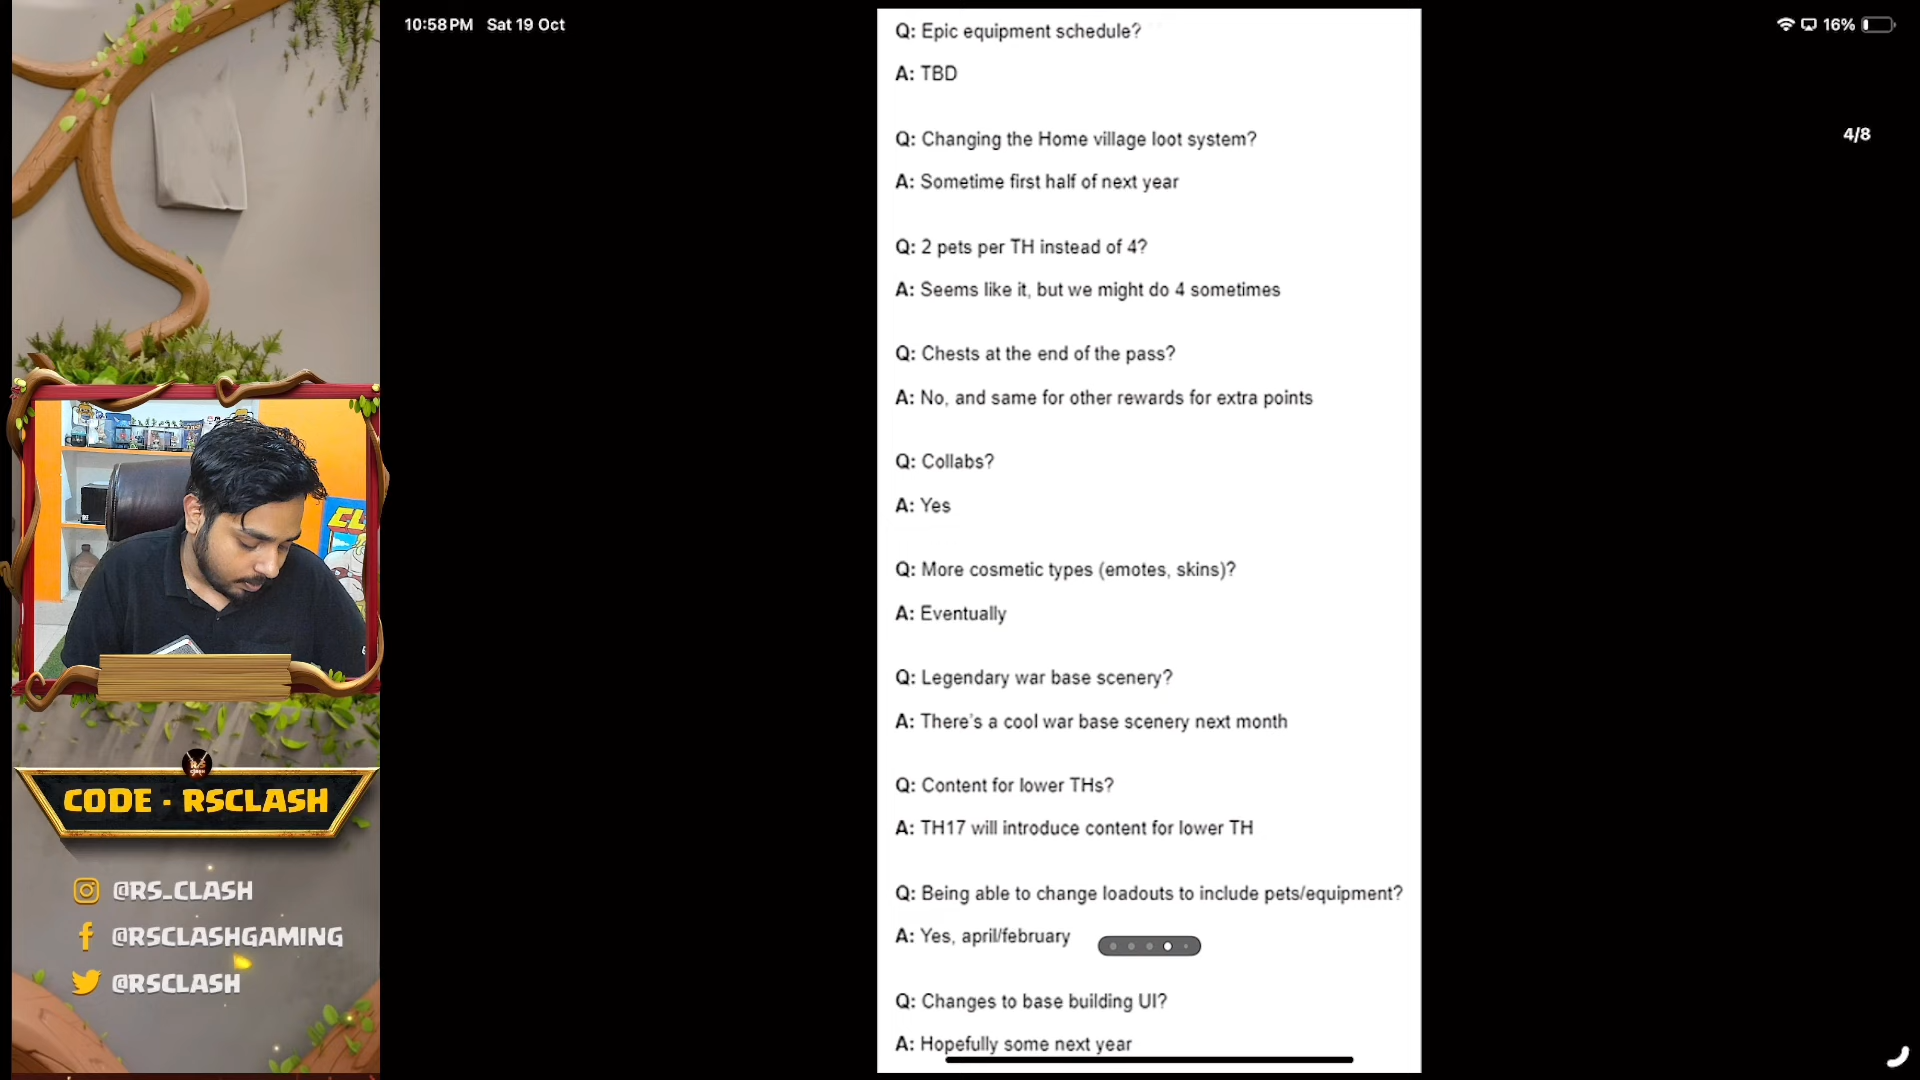 10:58 PM Sat 19 Oct
16%
4/8
Q: Epic equipment schedule?
A: TBD
Q: Changing the Home village loot system?
A: Sometime first half of next year
Q: 2 pets per TH instead of 4?
A: Seems like it, but we might do 4 sometimes
Q: Chests at the end of the pass?
A: No, and same for other rewards for extra points
Q: Collabs?
A: Yes
Q: More cosmetic types (emotes, skins)?
A: Eventually
Q: Legendary war base scenery?
A: There's a cool war base scenery next month
Q: Content for lower THs?
A: TH17 will introduce content for lower TH
Q: Being able to change loadouts to include pets/equipment?
A: Yes, april/february
Q: Changes to base building UI?
A: Hopefully some next year
CL
CODE - RSCLASH
@RS_CLASH
@RSCLASHGAMING
@RSCLASH